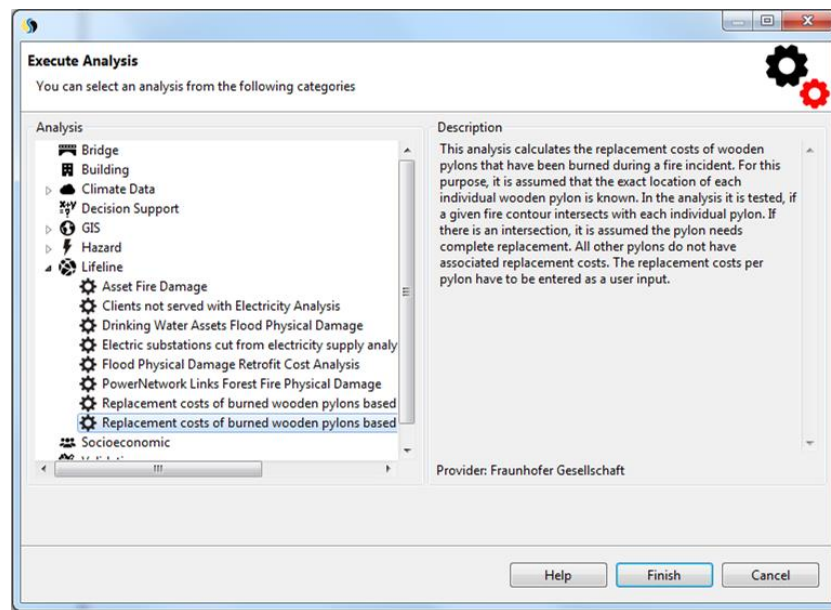 Execute Analysis
You can select an analysis from the following categories
Analysis
Bridge
Building
Climate Data
Decision Support
GIS
Hazard
Lifeline
Asset Fire Damage
Clients not served with Electricity Analysis
Drinking Water Assets Flood Physical Damage
Electric substations cut from electricity supply analy
Flood Physical Damage Retrofit Cost Analysis
PowerNetwork Links Forest Fire Physical Damage
Replacement costs of burned wooden pylons based
Replacement costs of burned wooden pylons based
Socioeconomic
Description
This analysis calculates the replacement costs of wooden
pylons that have been burned during a fire incident. For this
purpose, it is assumed that the exact location of each
individual wooden pylon is known. In the analysis it is tested, if
a given fire contour intersects with each individual pylon. If
there is an intersection, it is assumed the pylon needs
complete replacement. All other pylons do not have
associated replacement costs. The replacement costs per
pylon have to be entered as a user input.
Provider: Fraunhofer Gesellschaft
Help
Finish
Cancel